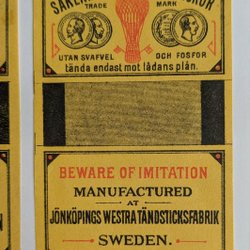 TRADE MARK
UTAN SVAFVEL OCH FOSFOR
tända endast mot lådans plån.
BEWARE OF IMITATION
MANUFACTURED
AT
JÖNKÖPINGS WESTRA TÄNDSTICKSFABRIK
SWEDEN.